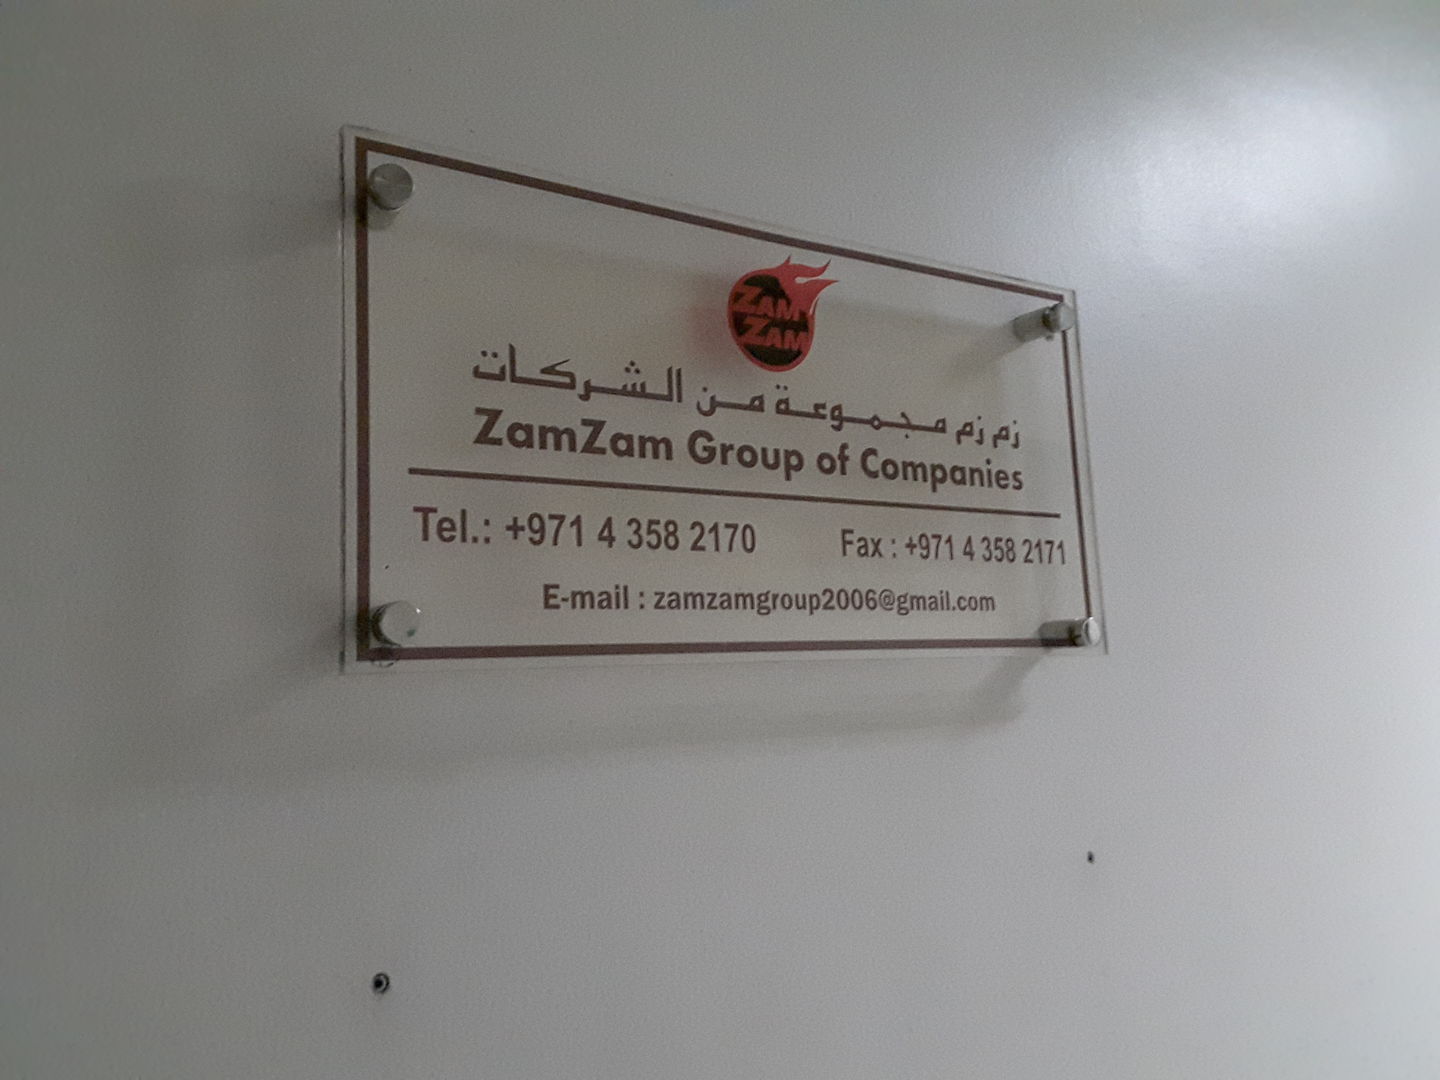 ZAM
ZAM
زم زم مجموعة من الشركات
ZamZam Group of Companies
Tel.: +971 4 358 2170 Fax : +971 4 358 2171
E-mail : zamzamgroup2006@gmail.com